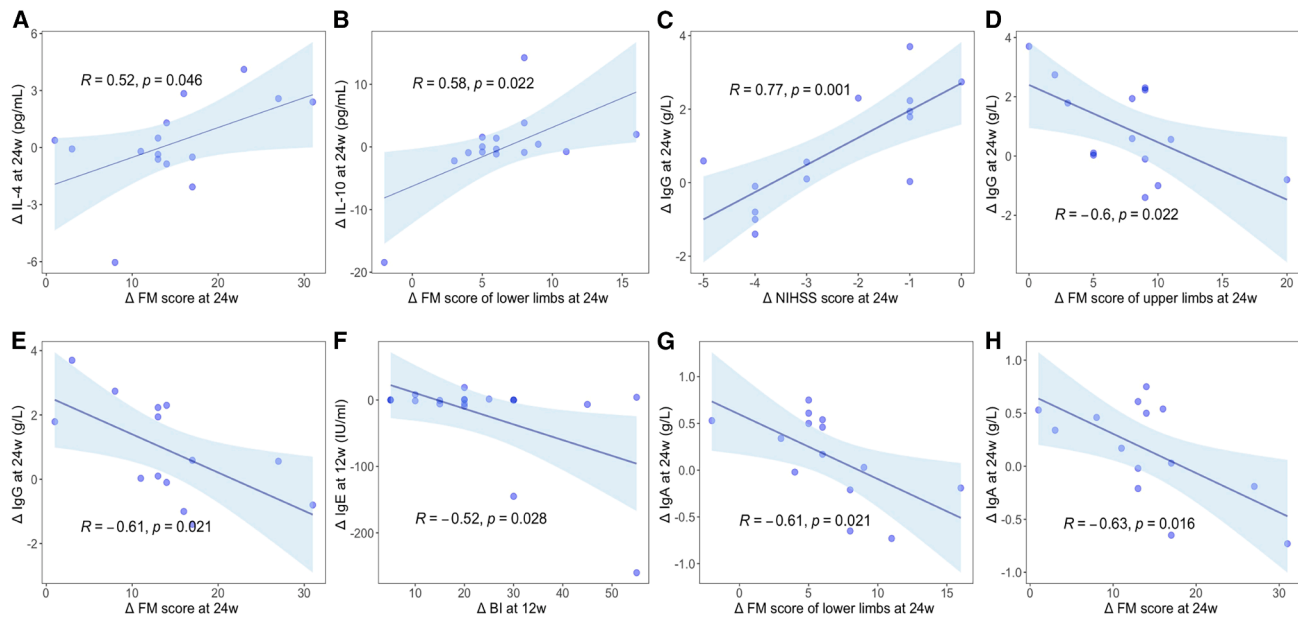 A
6
3
0
-3
-6
R = 0.52, p = 0.046
Δ IL-4 at 24w (pg/mL)
0
10
20
30
Δ FM score at 24w
B
10
0
-10
-20
R = 0.58, p = 0.022
Δ IL-10 at 24w (pg/mL)
0
5
10
15
Δ FM score of lower limbs at 24w
C
4
2
0
-2
R = 0.77, p = 0.001
Δ IgG at 24w (g/L)
-5
-4
-3
-2
-1
0
Δ NIHSS score at 24w
D
4
2
0
-2
R = −0.6, p = 0.022
Δ IgG at 24w (g/L)
0
5
10
15
20
Δ FM score of upper limbs at 24w
E
4
2
0
-2
R = −0.61, p = 0.021
Δ IgG at 24w (g/L)
0
10
20
30
Δ FM score at 24w
F
0
-100
-200
R = −0.52, p = 0.028
Δ IgE at 12w (IU/ml)
10
20
30
40
50
Δ BI at 12w
G
1.0
0.5
0.0
-0.5
-1.0
R = −0.61, p = 0.021
Δ IgA at 24w (g/L)
0
5
10
15
Δ FM score of lower limbs at 24w
H
1.0
0.5
0.0
-0.5
-1.0
R = −0.63, p = 0.016
Δ IgA at 24w (g/L)
0
10
20
30
Δ FM score at 24w